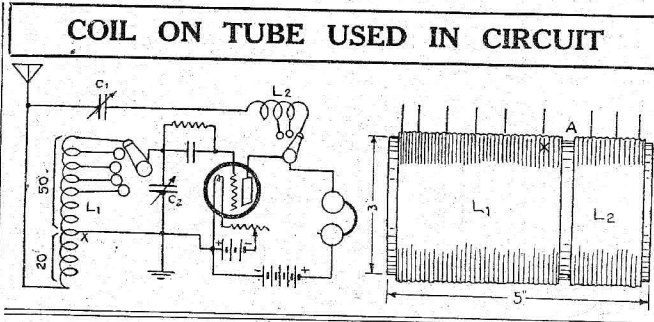 COIL ON TUBE USED IN CIRCUIT
C1
L2
50.
L1
20'
X
C2
+
-
-
+
A
X
3"
L1
L2
5"